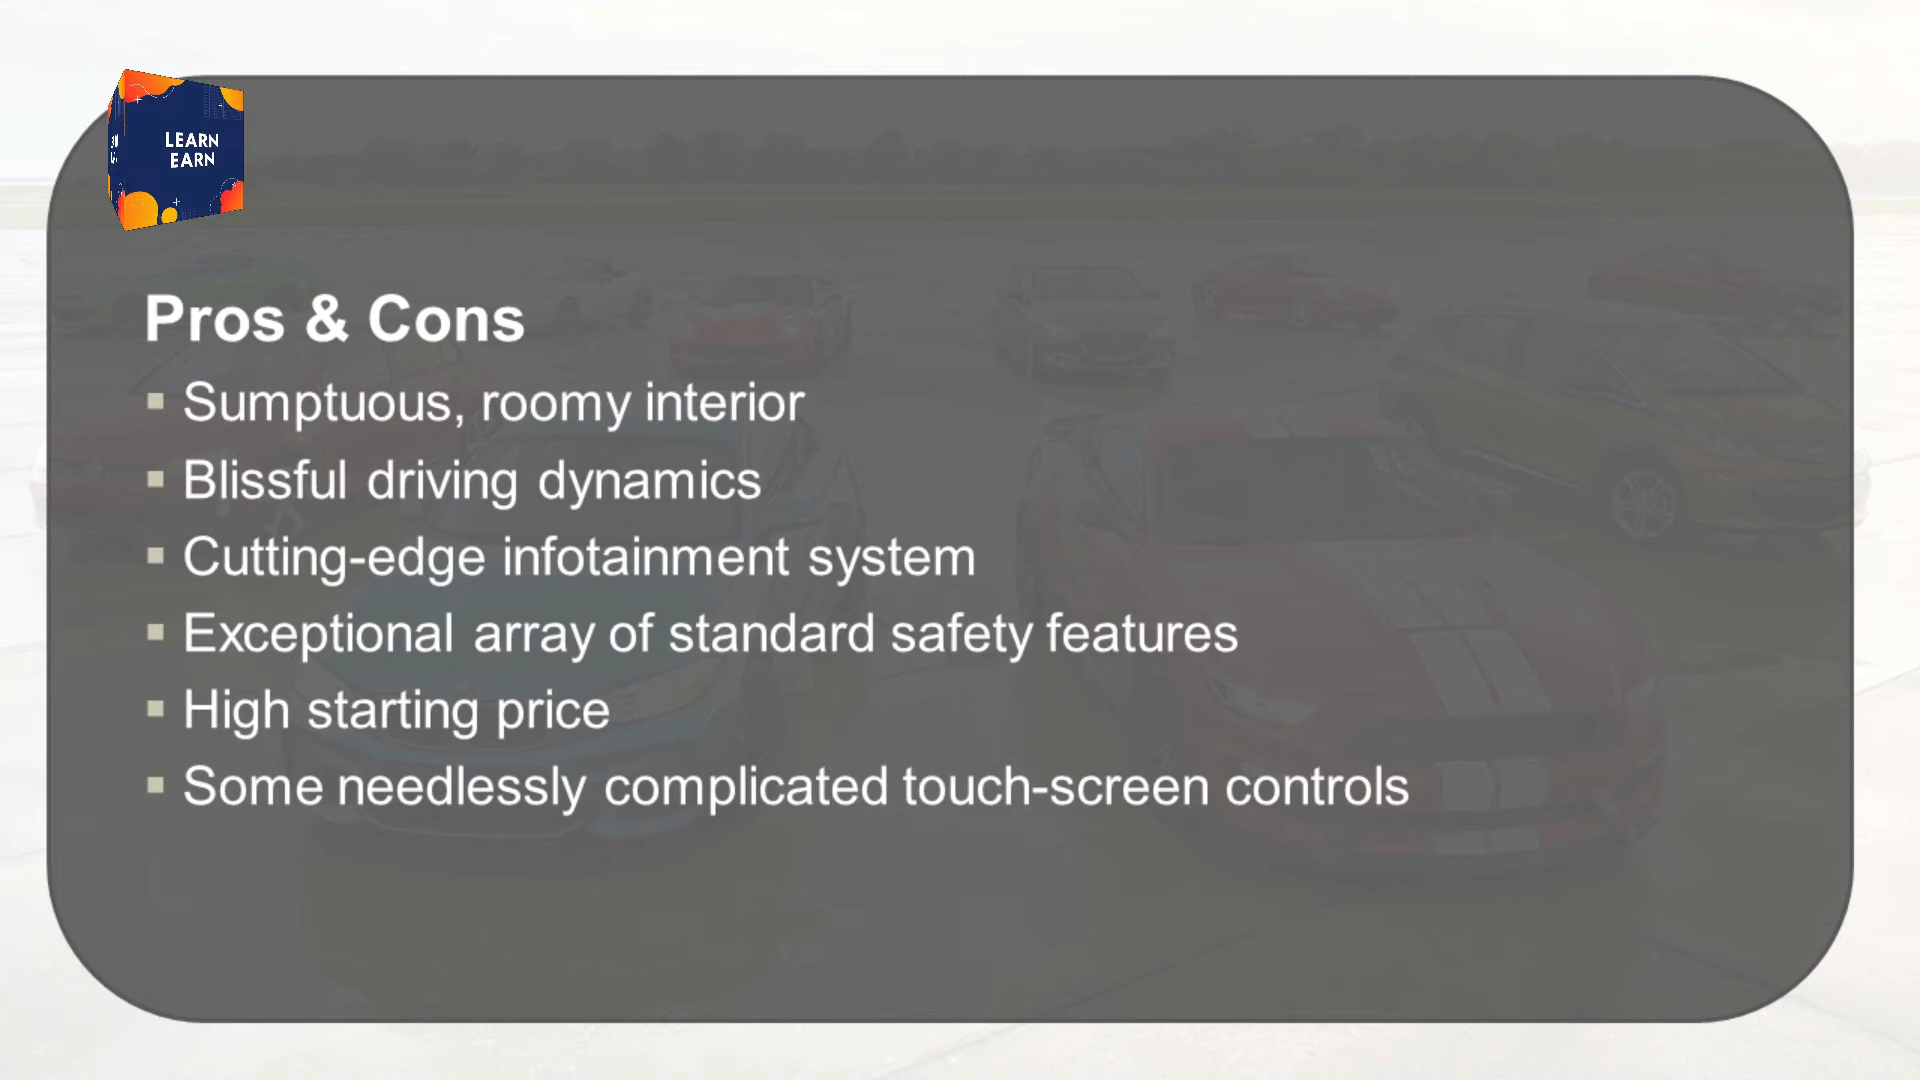 LEARN
EARN
Pros & Cons
Sumptuous, roomy interior
Blissful driving dynamics
Cutting-edge infotainment system
Exceptional array of standard safety features
High starting price
Some needlessly complicated touch-screen controls